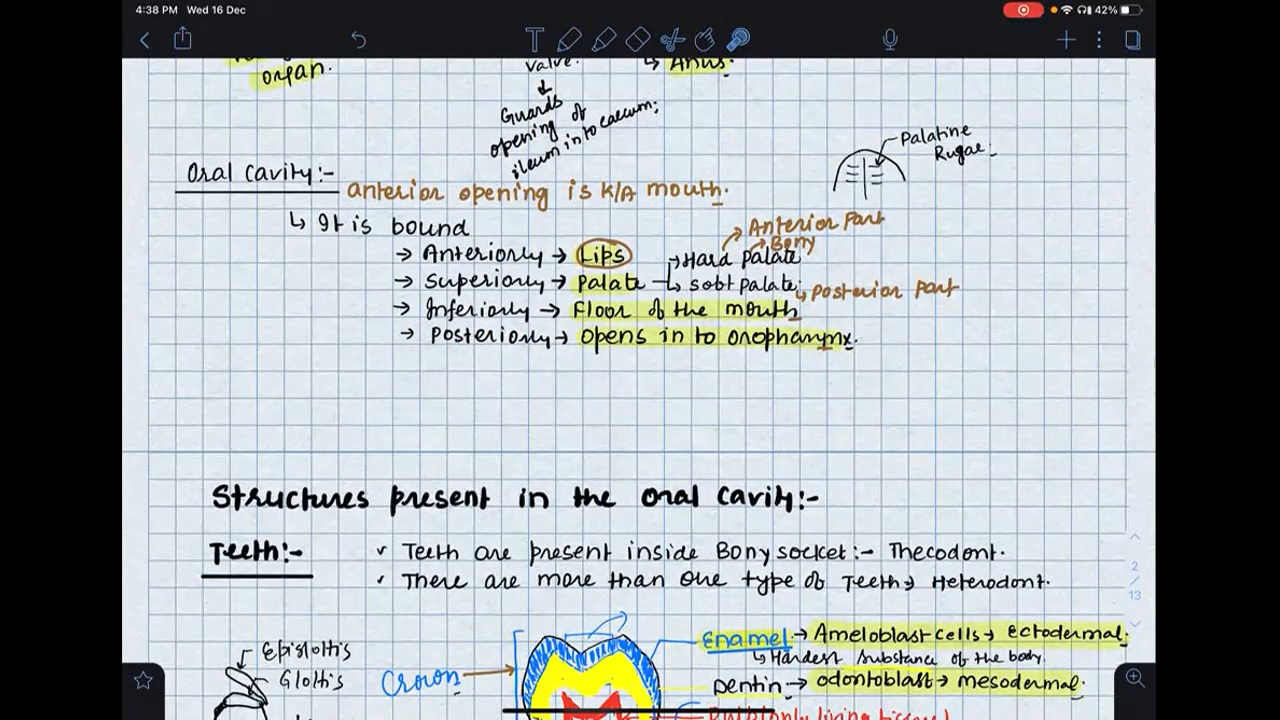 4:38 PM Wed 16 Dec
42%
organ.
valve.
↳ Anus.
Guards
opening of
ileum into caecum;
Palatine
Rugae:-
Oral cavity:-
anterior opening is K/A mouth.
↳ It is bound
→ Anteriorly → Lips
Anterior Part
Bony
→ Hard palate
→ Superiorly → palate
↳ sobt palate;
↳ Posterior part
→ Inferiorly → Floor of the mouth
→ Posteriorly → opens in to oropharynx.
Structures present in the oral cavity:-
Teeth:-
Teeth are present inside Bony socket:- Thecodont.
There are more than one type of Teeth → Heterodont.
Epiglottis
Glottis
Crown
Enamel → Ameloblast cells → Ectodermal.
↳ Hardest substance of the body.
Dentin → odontoblast → mesodermal.
2
/
13